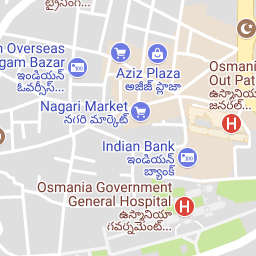 ట్రైనింగ్...
n Overseas
gam Bazar
ఇండియన్
ఓవర్సీస్...
Aziz Plaza
అజీజ్ ప్లాజా
Osmani
Out Pat
ఉస్మానియ
జనరల్...
Nagari Market
నగరి మార్కెట్
H
Indian Bank
ఇండియన్
బ్యాంక్
Osmania Government
General Hospital
ఉస్మానియా
గవర్నమెంట్...
H